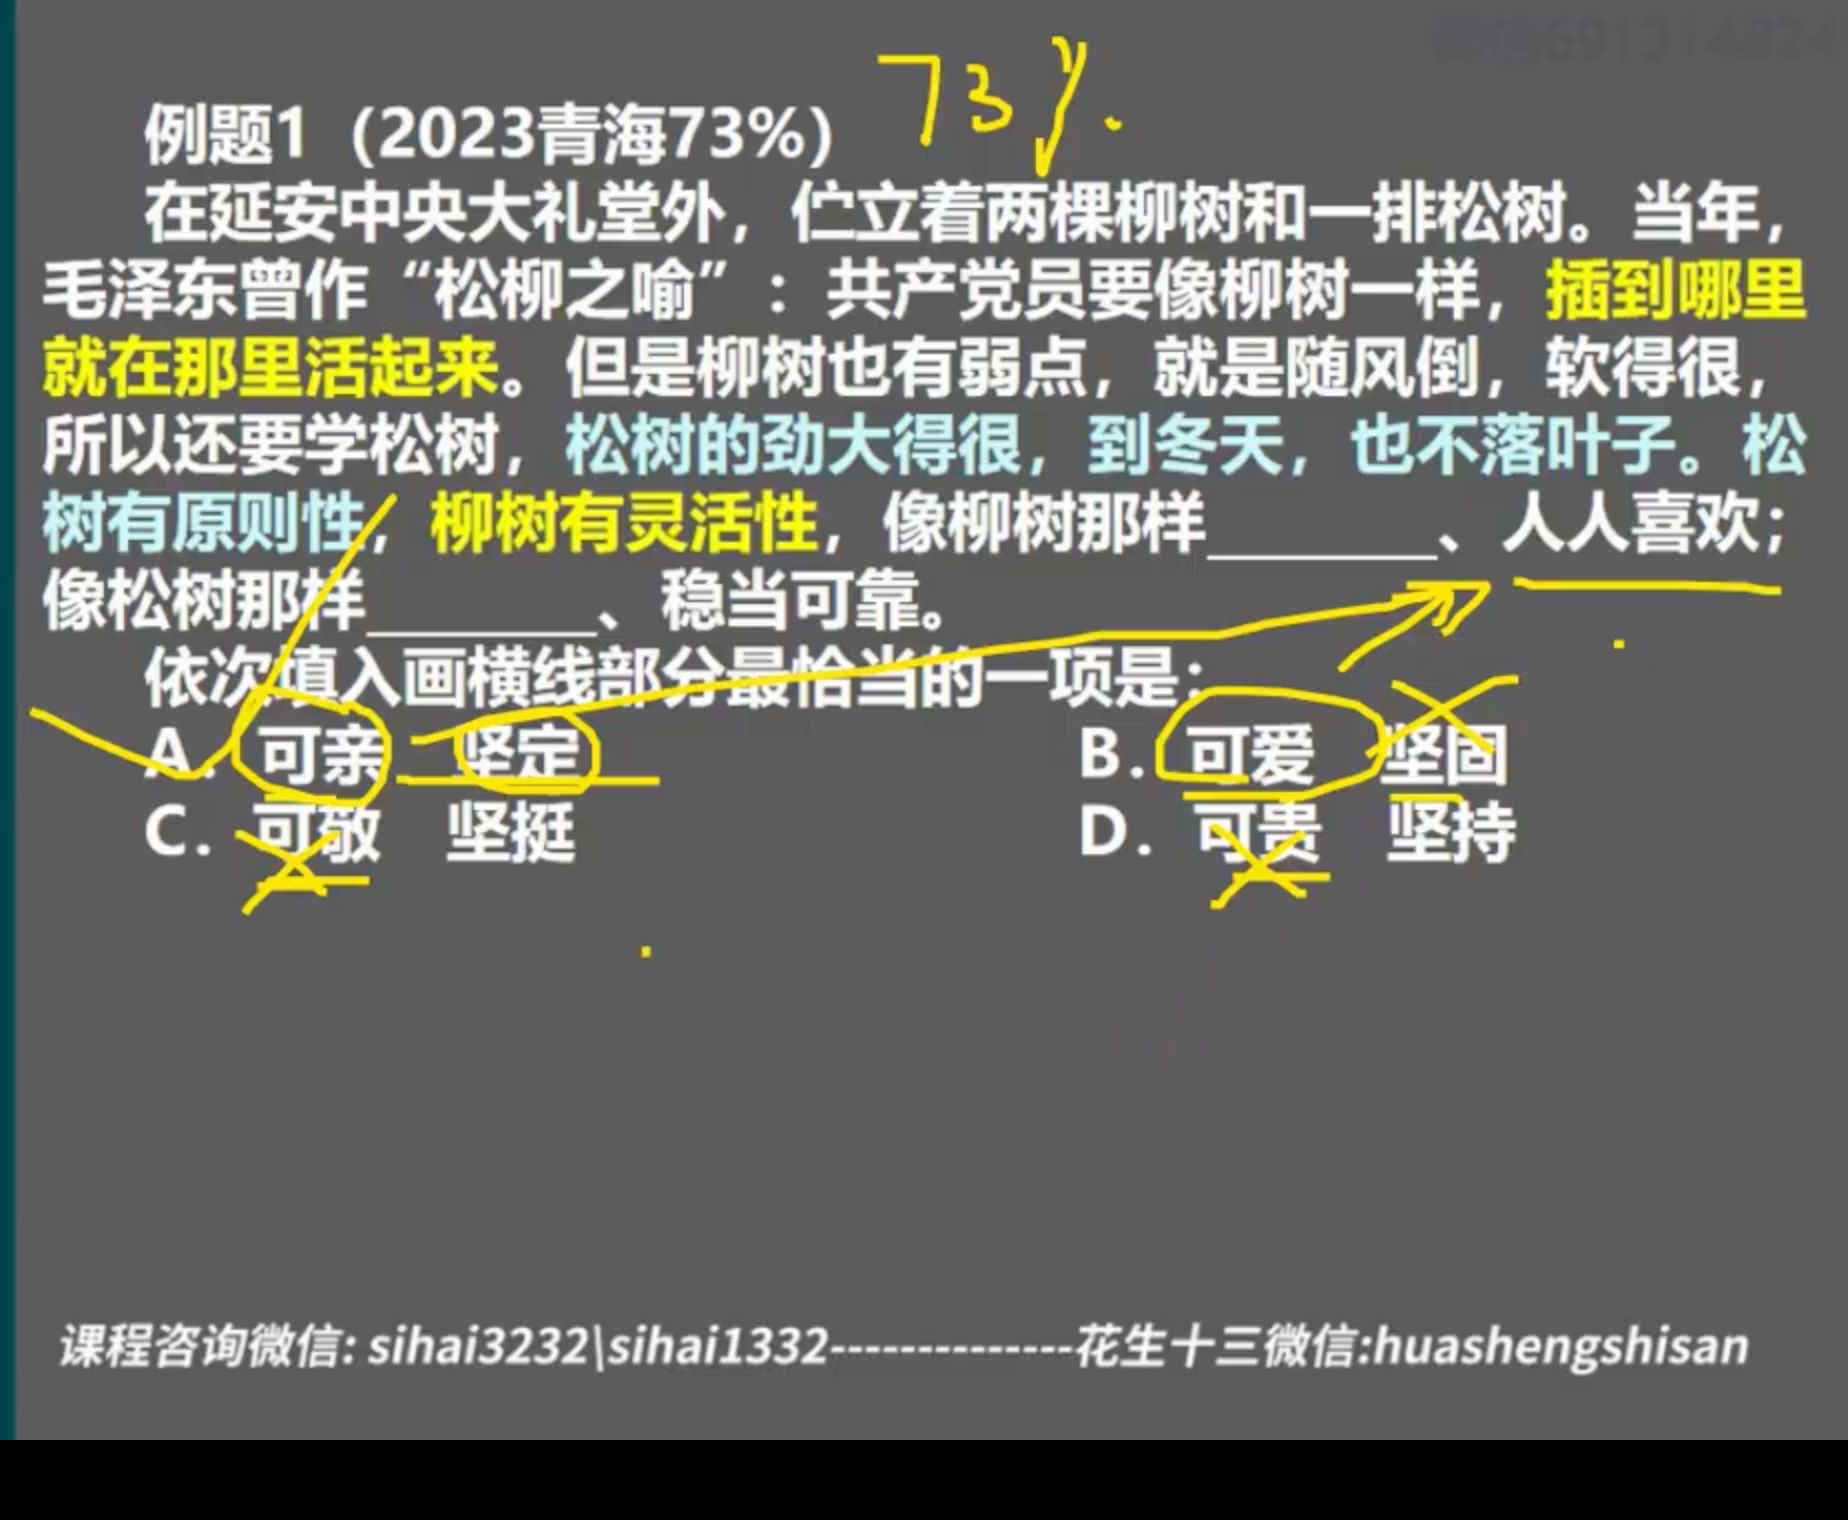 73%.
例题1（2023青海73%）
在延安中央大礼堂外，伫立着两棵柳树和一排松树。当年，
毛泽东曾作“松柳之喻”：共产党员要像柳树一样，插到哪里
就在那里活起来。但是柳树也有弱点，就是随风倒，软得很，
所以还要学松树，松树的劲大得很，到冬天，也不落叶子。松
树有原则性，柳树有灵活性，像柳树那样________、人人喜欢；
像松树那样________、稳当可靠。
依次填入画横线部分最恰当的一项是：
A. 可亲 坚定 B. 可爱 坚固
C. 可敬 坚挺 D. 可贵 坚持
课程咨询微信: sihai3232\sihai1332--------------花生十三微信:huashengshisan